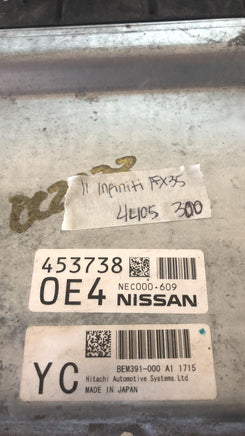 11 Infiniti FX35
4E105 300
453738
0E4 NEC000-609 NISSAN
YC BEM391-000 A1 1715
Hitachi Automotive Systems.Ltd
MADE IN JAPAN